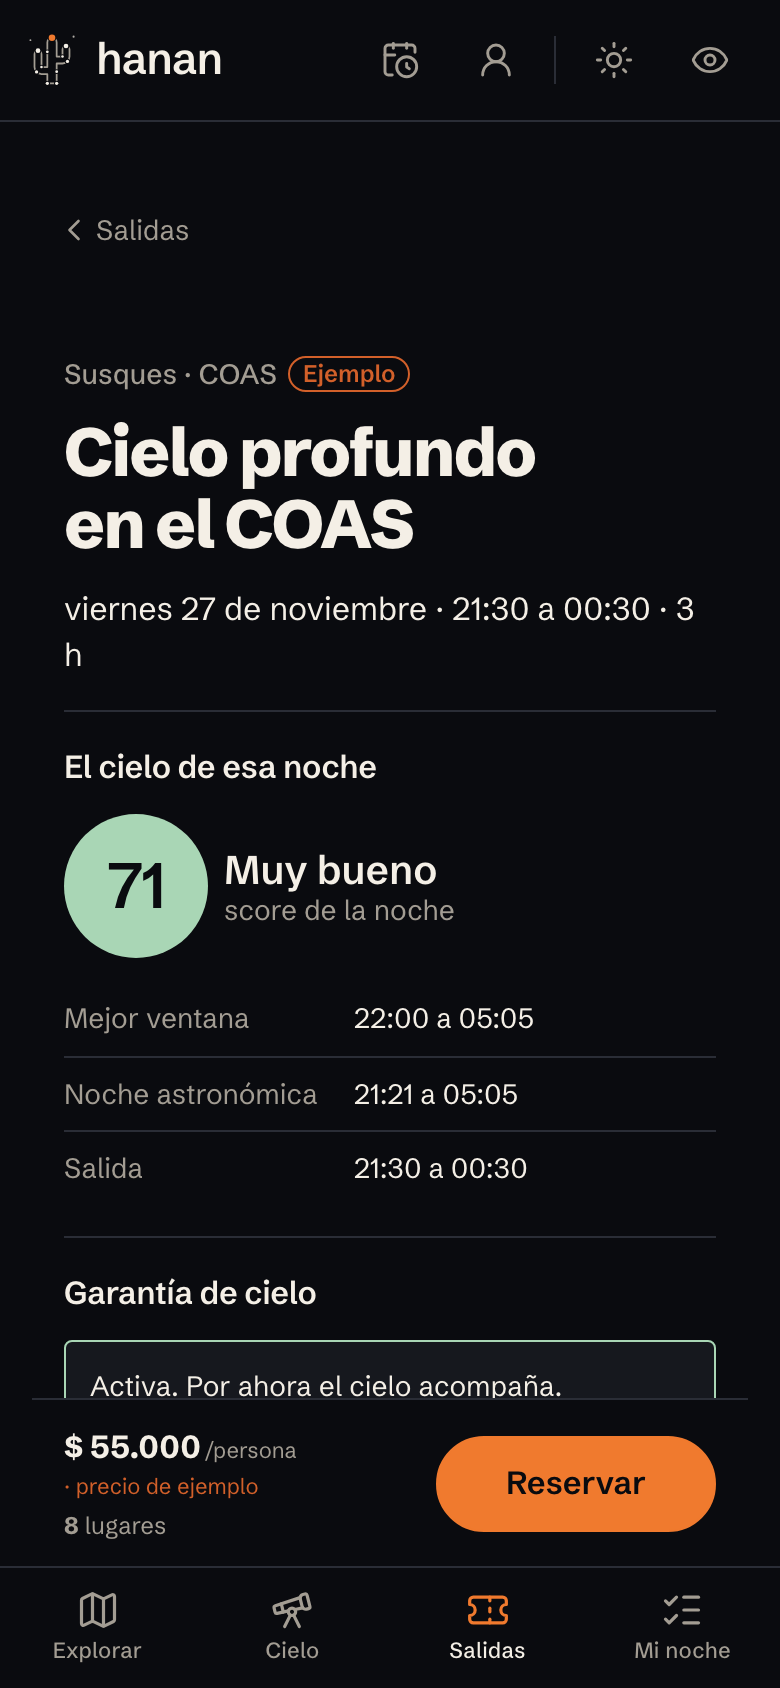 hanan
Salidas
Susques · COAS Ejemplo
Cielo profundo
en el COAS
viernes 27 de noviembre · 21:30 a 00:30 · 3
h
El cielo de esa noche
71
Muy bueno
score de la noche
Mejor ventana 22:00 a 05:05
Noche astronómica 21:21 a 05:05
Salida 21:30 a 00:30
Garantía de cielo
Activa. Por ahora el cielo acompaña.
$ 55.000 /persona
· precio de ejemplo
8 lugares
Reservar
Explorar Cielo Salidas Mi noche